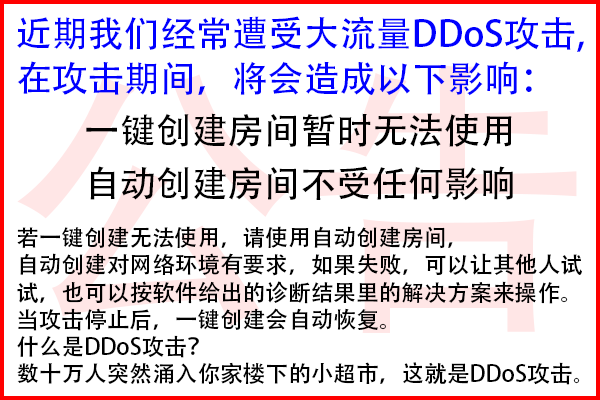 公告
近期我们经常遭受大流量DDoS攻击,
在攻击期间，将会造成以下影响：
一键创建房间暂时无法使用
自动创建房间不受任何影响
若一键创建无法使用，请使用自动创建房间，
自动创建对网络环境有要求，如果失败，可以让其他人试
试，也可以按软件给出的诊断结果里的解决方案来操作。
当攻击停止后，一键创建会自动恢复。
什么是DDoS攻击？
数十万人突然涌入你家楼下的小超市，这就是DDoS攻击。